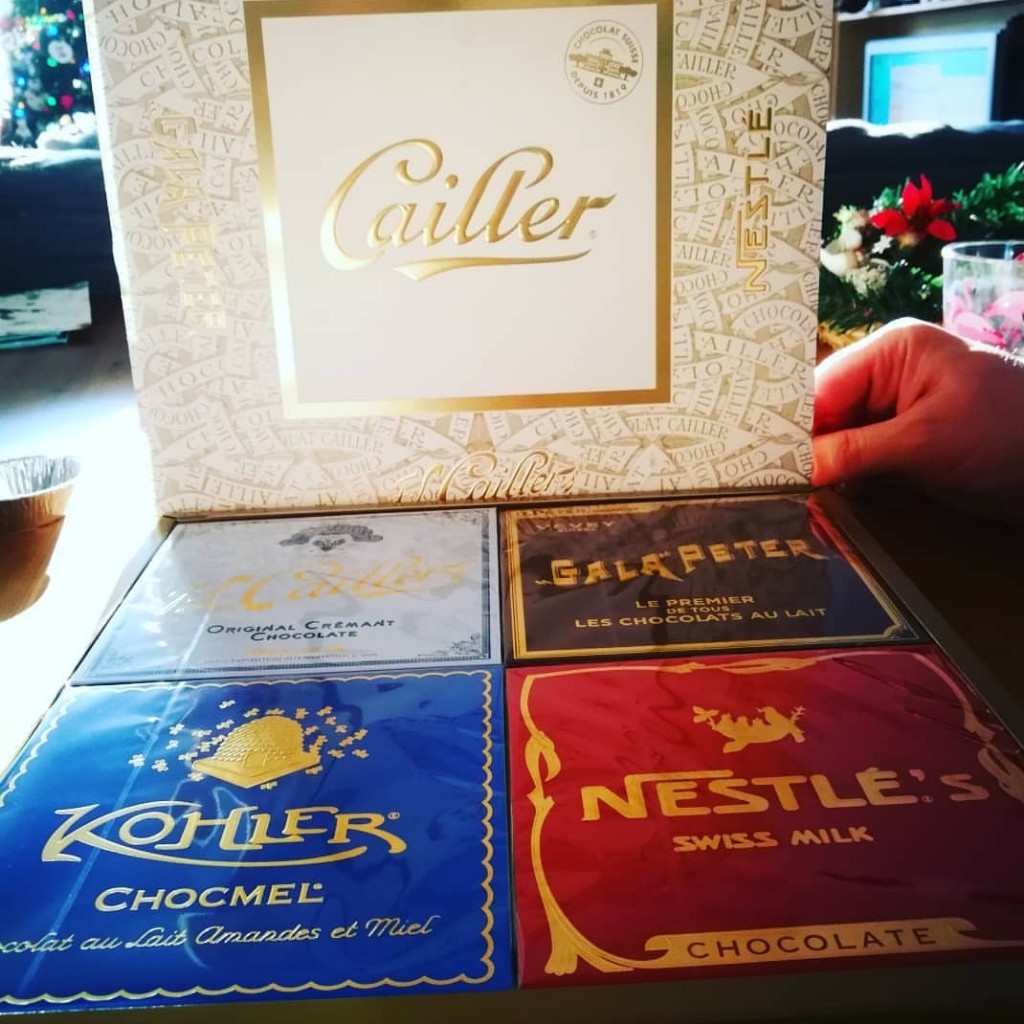 CHOCOLAT SUISSE
DEPUIS 1819
Cailler
GALA PETER
NESTLÉ
F.L. Cailler's
F.L. Cailler's
ORIGINAL CRÉMANT
CHOCOLATE
VEVEY
"GALA" PETER
LE PREMIER
DE TOUS
LES CHOCOLATS AU LAIT
KOHLER®
CHOCMEL®
ocolat au Lait Amandes et Miel
NESTLÉ®'s
SWISS MILK
CHOCOLATE